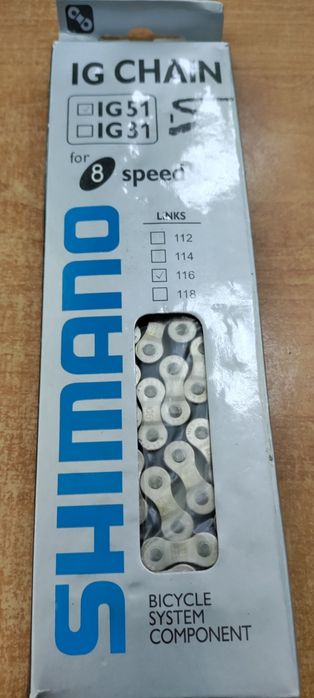 IG CHAIN
IG51
IG31
for
8 speed
LINKS
112
114
116
118
SHIMANO
BICYCLE
SYSTEM
COMPONENT